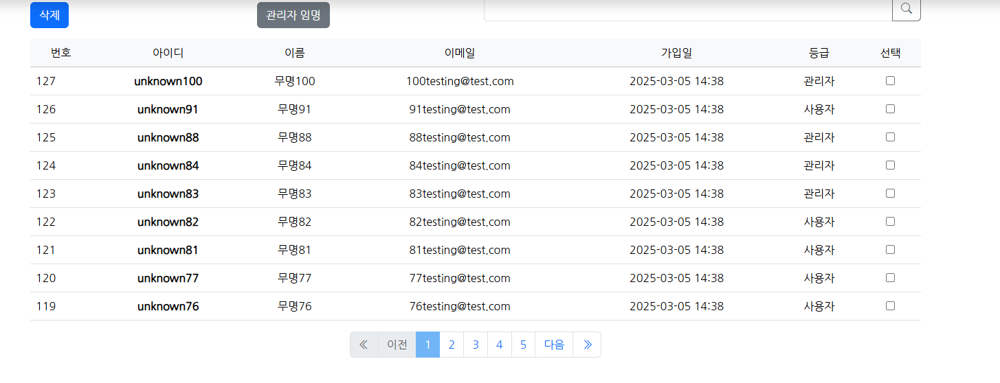 삭제 관리자 임명
번호 아이디 이름 이메일 가입일 등급 선택
127 unknown100 무명100 100testing@test.com 2025-03-05 14:38 관리자
126 unknown91 무명91 91testing@test.com 2025-03-05 14:38 사용자
125 unknown88 무명88 88testing@test.com 2025-03-05 14:38 관리자
124 unknown84 무명84 84testing@test.com 2025-03-05 14:38 관리자
123 unknown83 무명83 83testing@test.com 2025-03-05 14:38 관리자
122 unknown82 무명82 82testing@test.com 2025-03-05 14:38 사용자
121 unknown81 무명81 81testing@test.com 2025-03-05 14:38 사용자
120 unknown77 무명77 77testing@test.com 2025-03-05 14:38 사용자
119 unknown76 무명76 76testing@test.com 2025-03-05 14:38 사용자
« 이전 1 2 3 4 5 다음 »